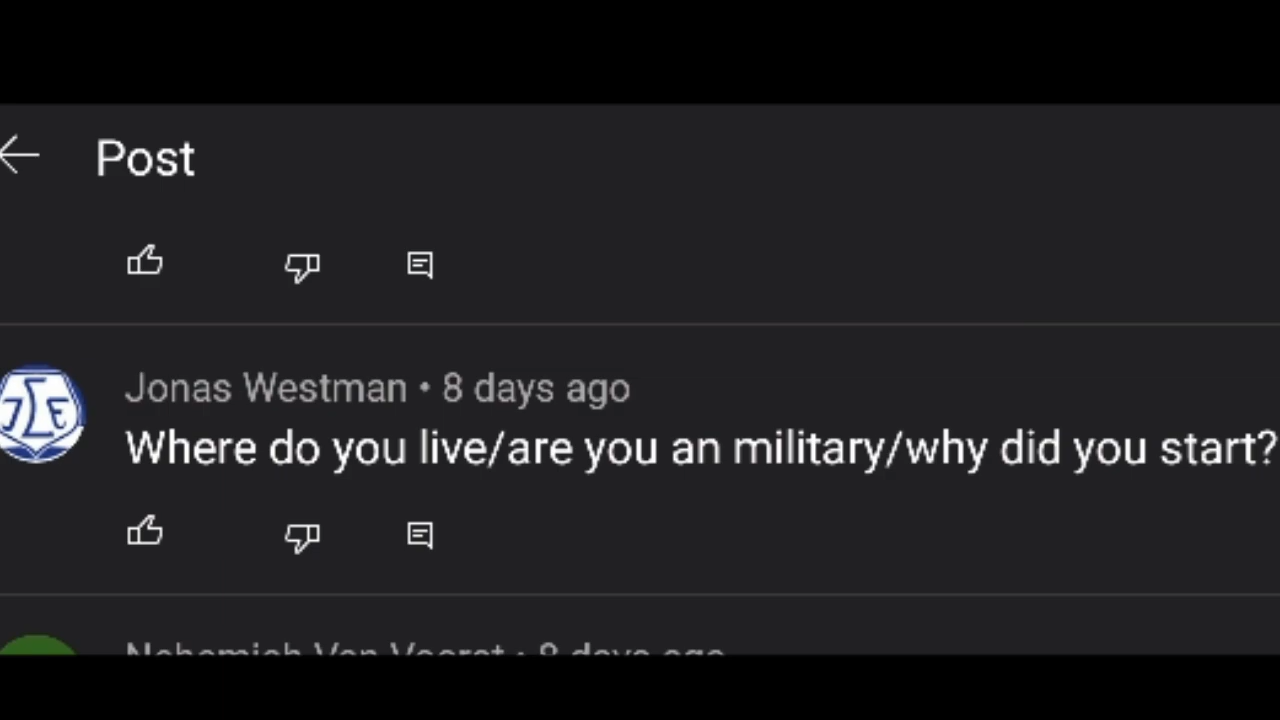 Post
Jonas Westman • 8 days ago
Where do you live/are you an military/why did you start?
Nehemiah Van Voorst • 8 days ago